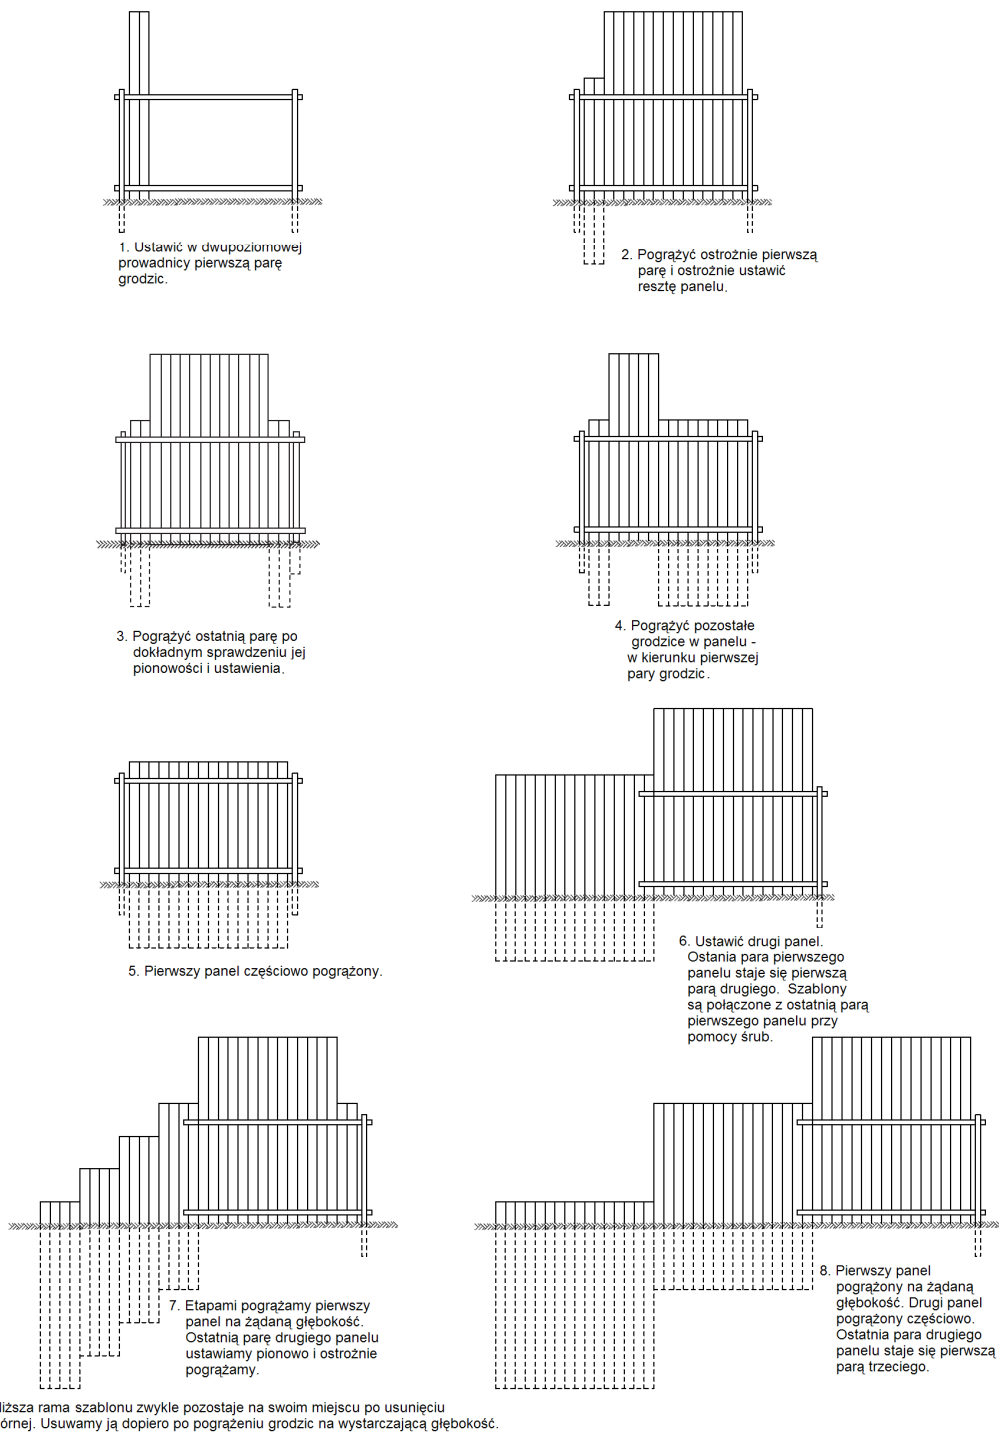 1. Ustawić w dwupoziomowej
prowadnicy pierwszą parę
grodzic.
2. Pogrążyć ostrożnie pierwszą
parę i ostrożnie ustawić
resztę panelu.
3. Pogrążyć ostatnią parę po
dokładnym sprawdzeniu jej
pionowości i ustawienia.
4. Pogrążyć pozostałe
grodzice w panelu -
w kierunku pierwszej
pary grodzic.
5. Pierwszy panel częściowo pogrążony.
6. Ustawić drugi panel.
Ostania para pierwszego
panelu staje się pierwszą
parą drugiego. Szablony
są połączone z ostatnią parą
pierwszego panelu przy
pomocy śrub.
7. Etapami pogrążamy pierwszy
panel na żądaną głębokość.
Ostatnią parę drugiego panelu
ustawiamy pionowo i ostrożnie
pogrążamy.
8. Pierwszy panel
pogrążony na żądaną
głębokość. Drugi panel
pogrążony częściowo.
Ostatnia para drugiego
panelu staje się pierwszą
parą trzeciego.
liższa rama szablonu zwykle pozostaje na swoim miejscu po usunięciu
órnej. Usuwamy ją dopiero po pogrążeniu grodzic na wystarczającą głębokość.